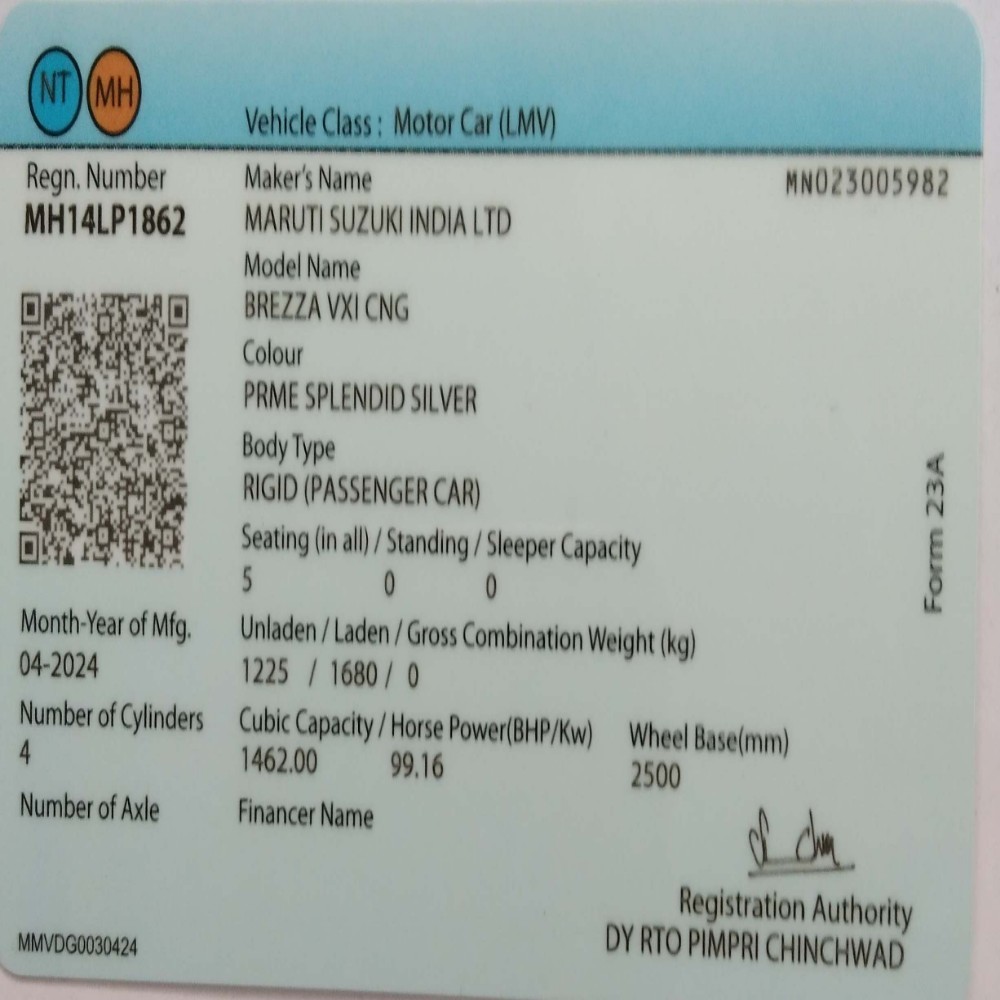 NT MH
Vehicle Class : Motor Car (LMV)
Regn. Number
MH14LP1862
Maker's Name
MARUTI SUZUKI INDIA LTD
MN023005982
Model Name
BREZZA VXI CNG
Colour
PRME SPLENDID SILVER
Body Type
RIGID (PASSENGER CAR)
Seating (in all) / Standing / Sleeper Capacity
5 0 0
Form 23A
Month-Year of Mfg.
04-2024
Unladen / Laden / Gross Combination Weight (kg)
1225 / 1680 / 0
Number of Cylinders
4
Cubic Capacity / Horse Power(BHP/Kw)
1462.00 99.16
Wheel Base(mm)
2500
Number of Axle
Financer Name
Registration Authority
DY RTO PIMPRI CHINCHWAD
MMVDG0030424